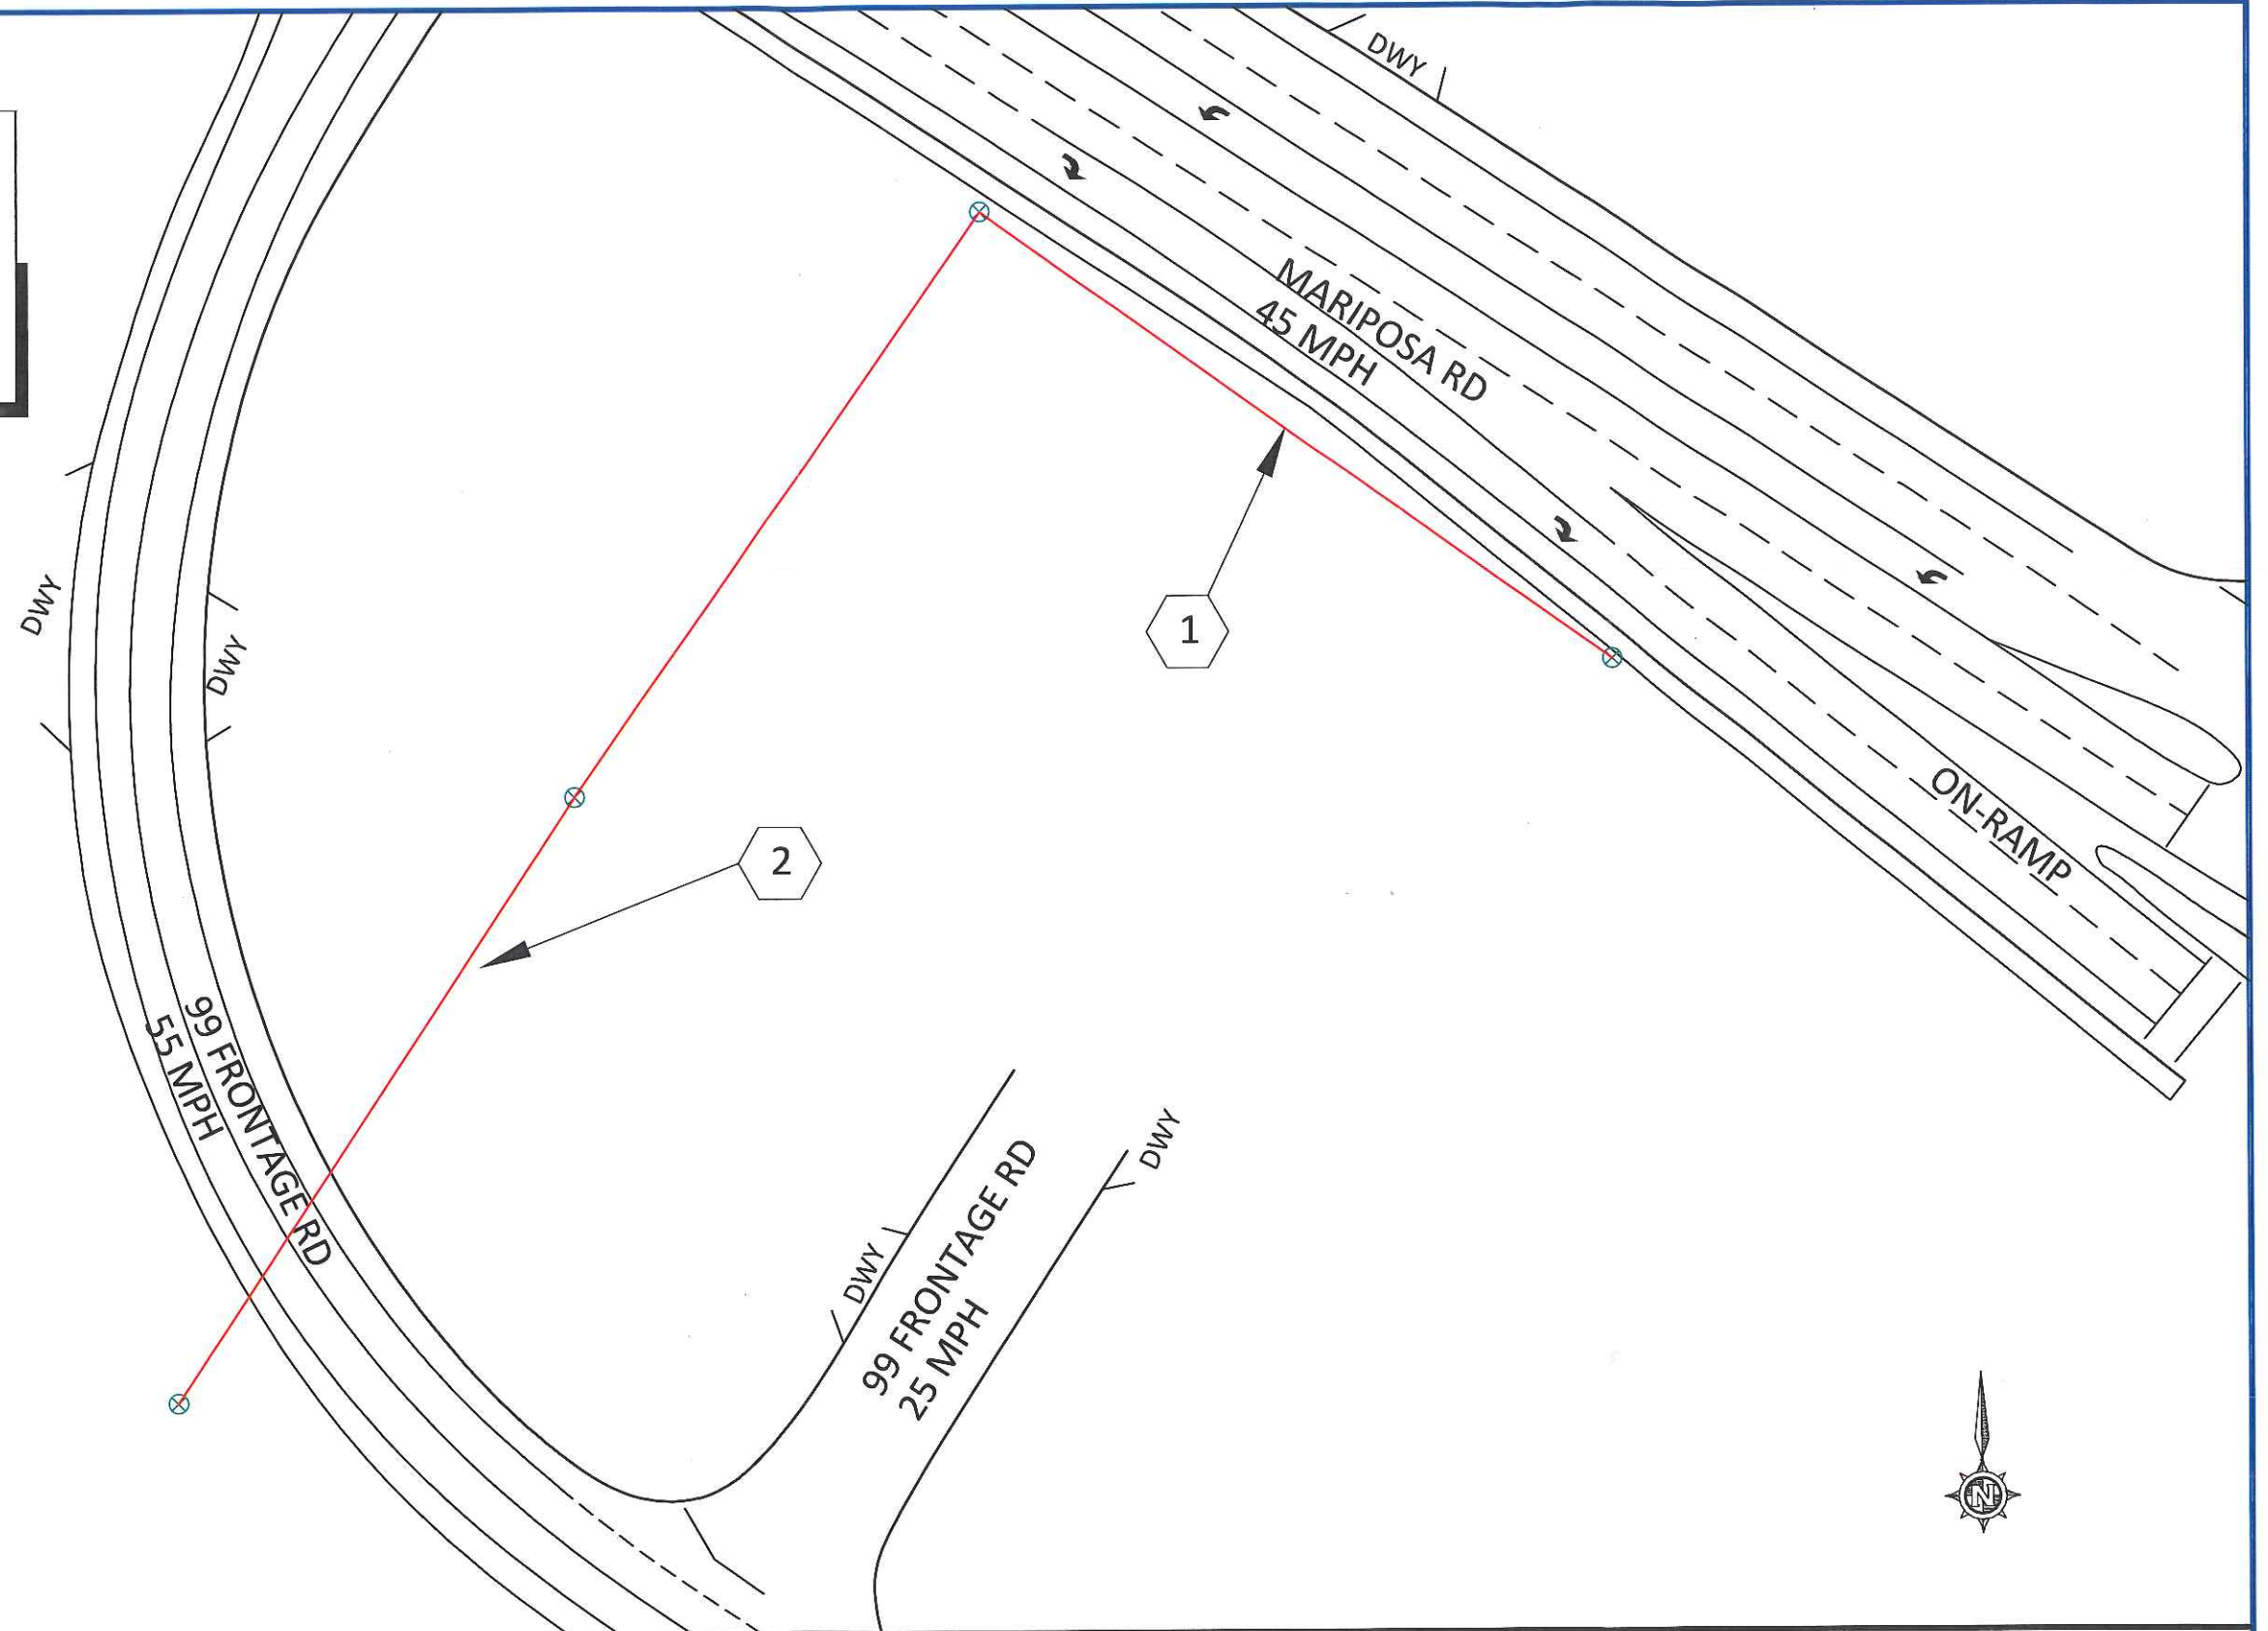 DWY
MARIPOSA RD
45 MPH
1
DWY
DWY
2
ON-RAMP
99 FRONTAGE RD
55 MPH
DWY
DWY
99 FRONTAGE RD
25 MPH
N